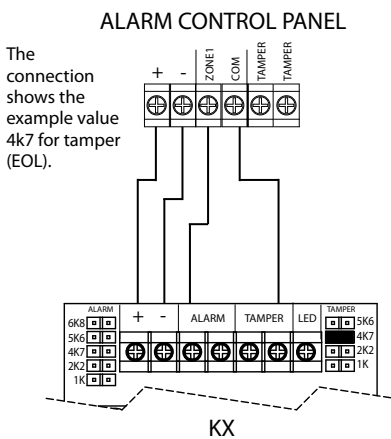 ALARM CONTROL PANEL
The
connection
shows the
example value
4k7 for tamper
(EOL).
+ - ZONE1 COM TAMPER TAMPER
ALARM
6K8
5K6
4K7
2K2
1K
+ - ALARM TAMPER LED
TAMPER
5K6
4K7
2K2
1K
KX